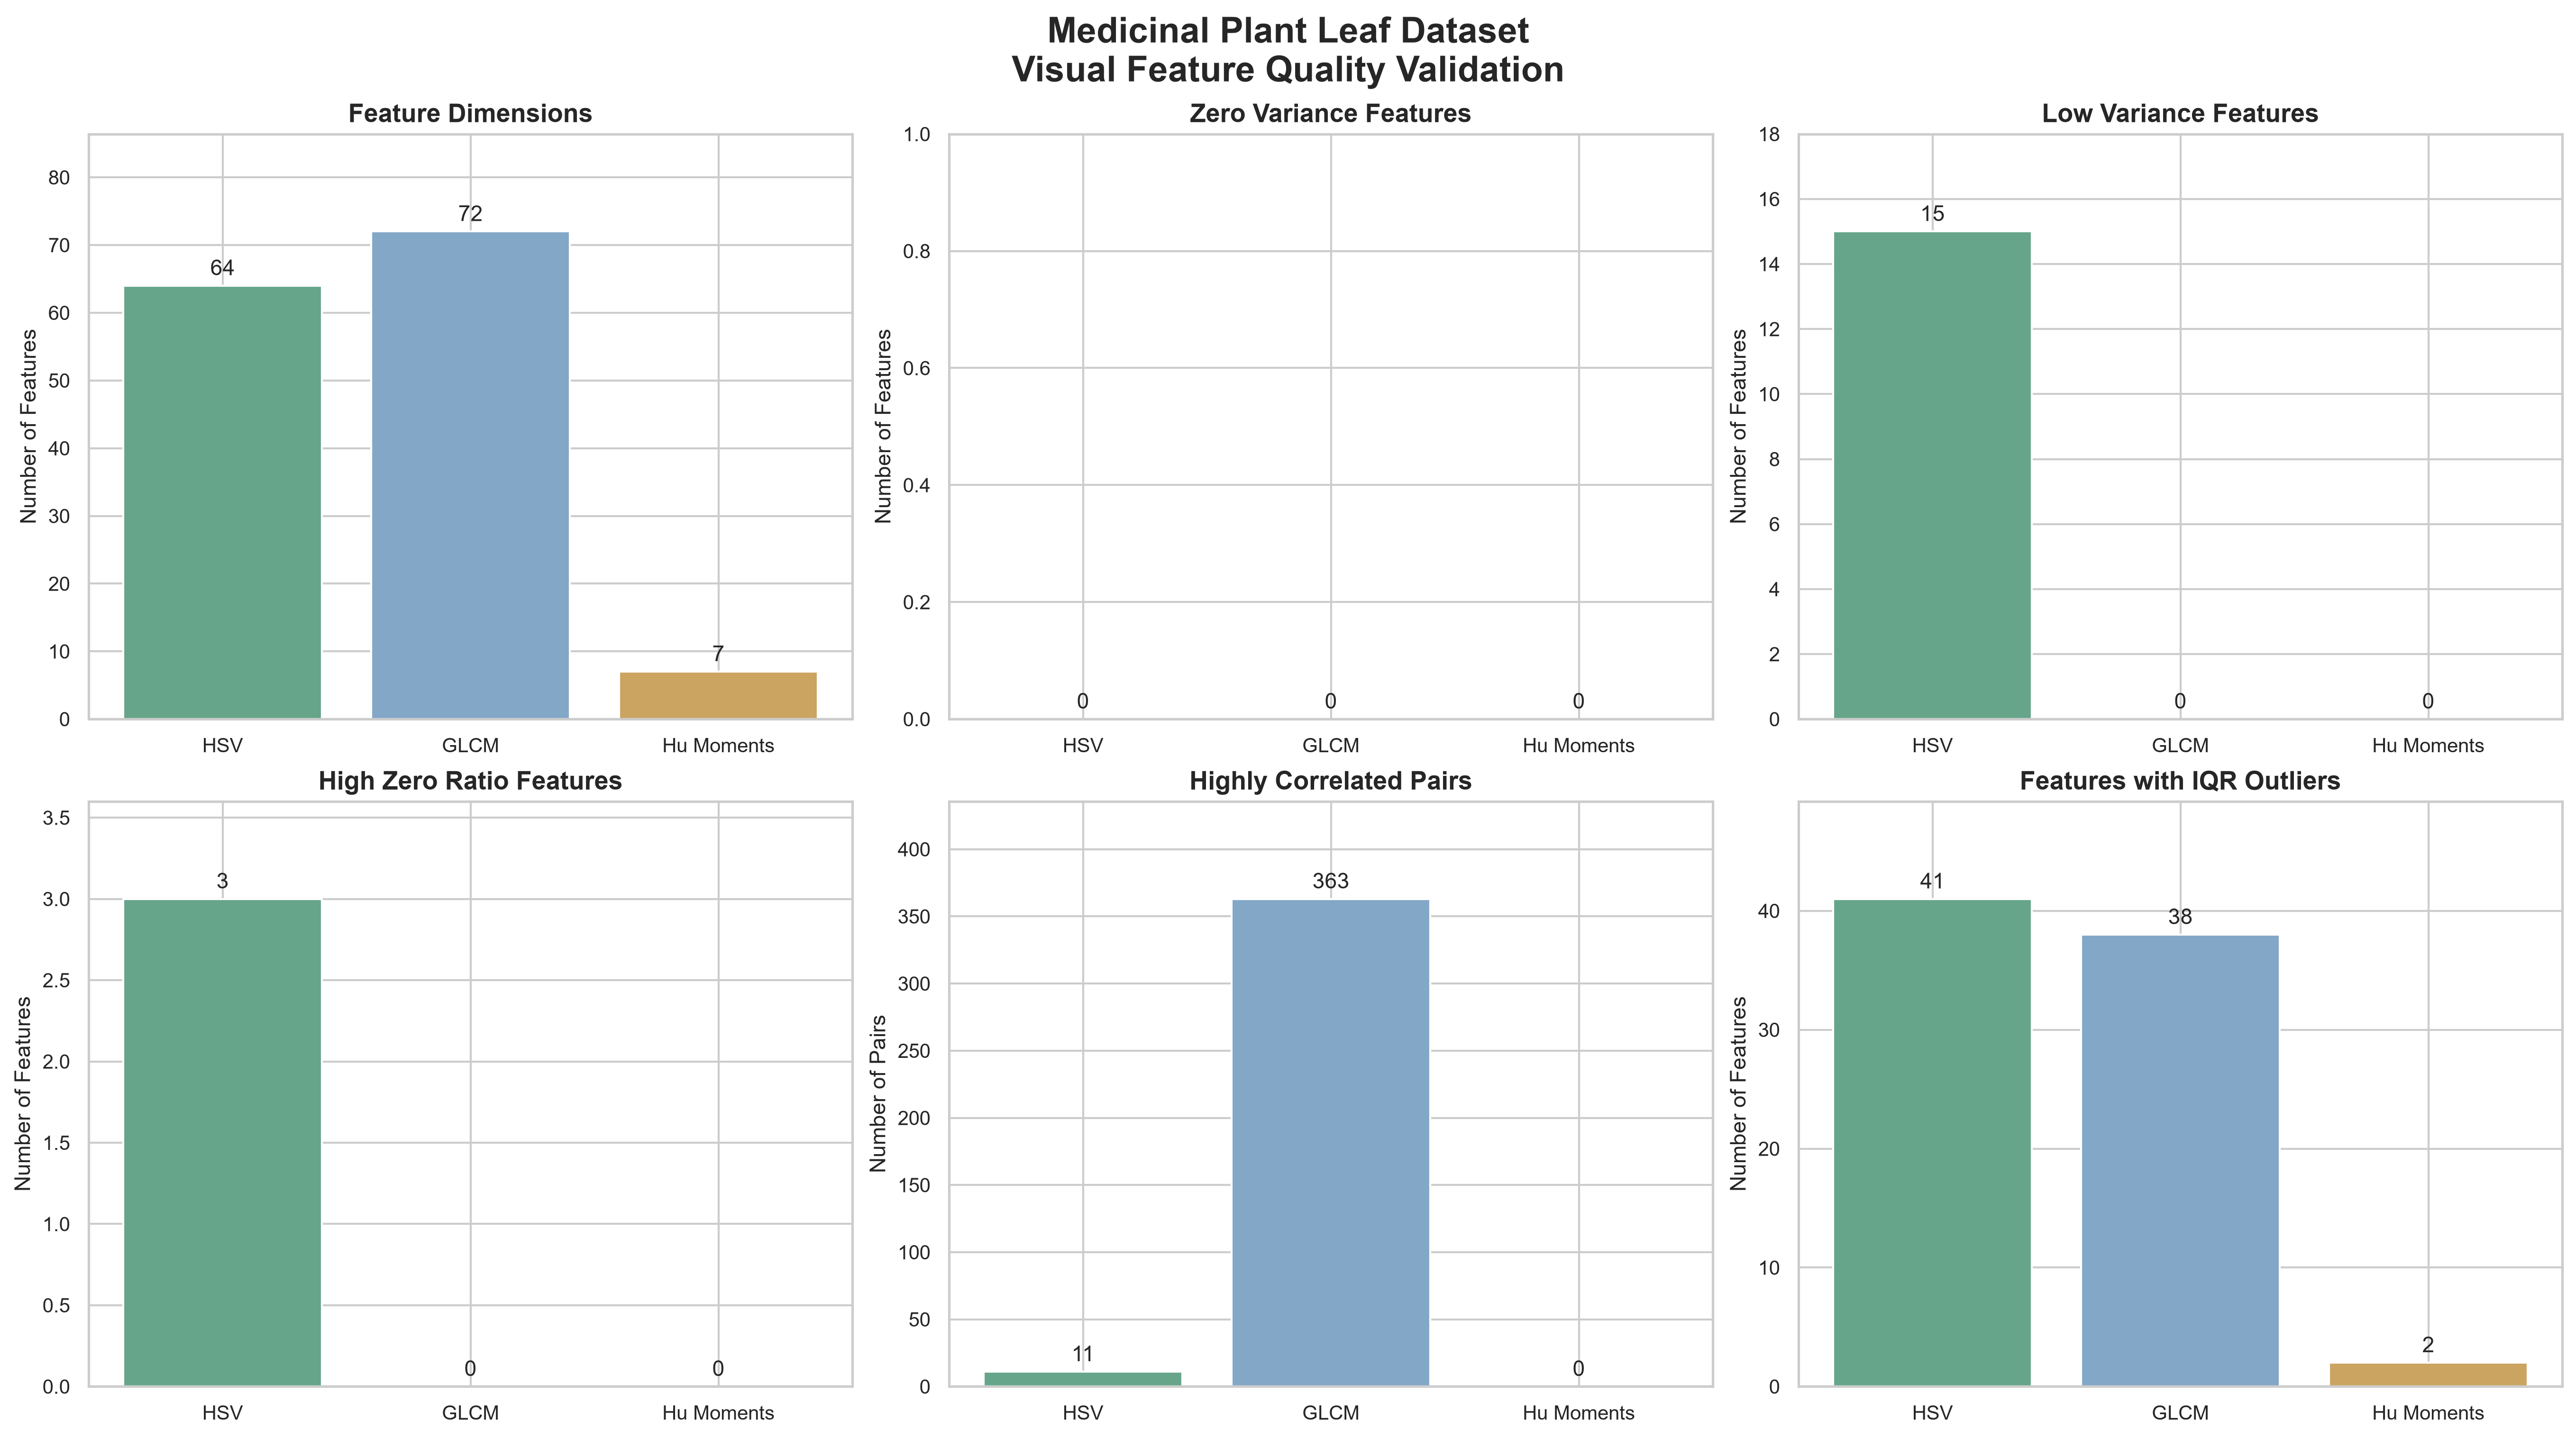 Medicinal Plant Leaf Dataset
Visual Feature Quality Validation
Feature Dimensions
Number of Features
80
70
60
50
40
30
20
10
0
64
72
7
HSV
GLCM
Hu Moments
Zero Variance Features
Number of Features
1.0
0.8
0.6
0.4
0.2
0.0
0
0
0
HSV
GLCM
Hu Moments
Low Variance Features
Number of Features
18
16
14
12
10
8
6
4
2
0
15
0
0
HSV
GLCM
Hu Moments
High Zero Ratio Features
Number of Features
3.5
3.0
2.5
2.0
1.5
1.0
0.5
0.0
3
0
0
HSV
GLCM
Hu Moments
Highly Correlated Pairs
Number of Pairs
400
350
300
250
200
150
100
50
0
11
363
0
HSV
GLCM
Hu Moments
Features with IQR Outliers
Number of Features
40
30
20
10
0
41
38
2
HSV
GLCM
Hu Moments